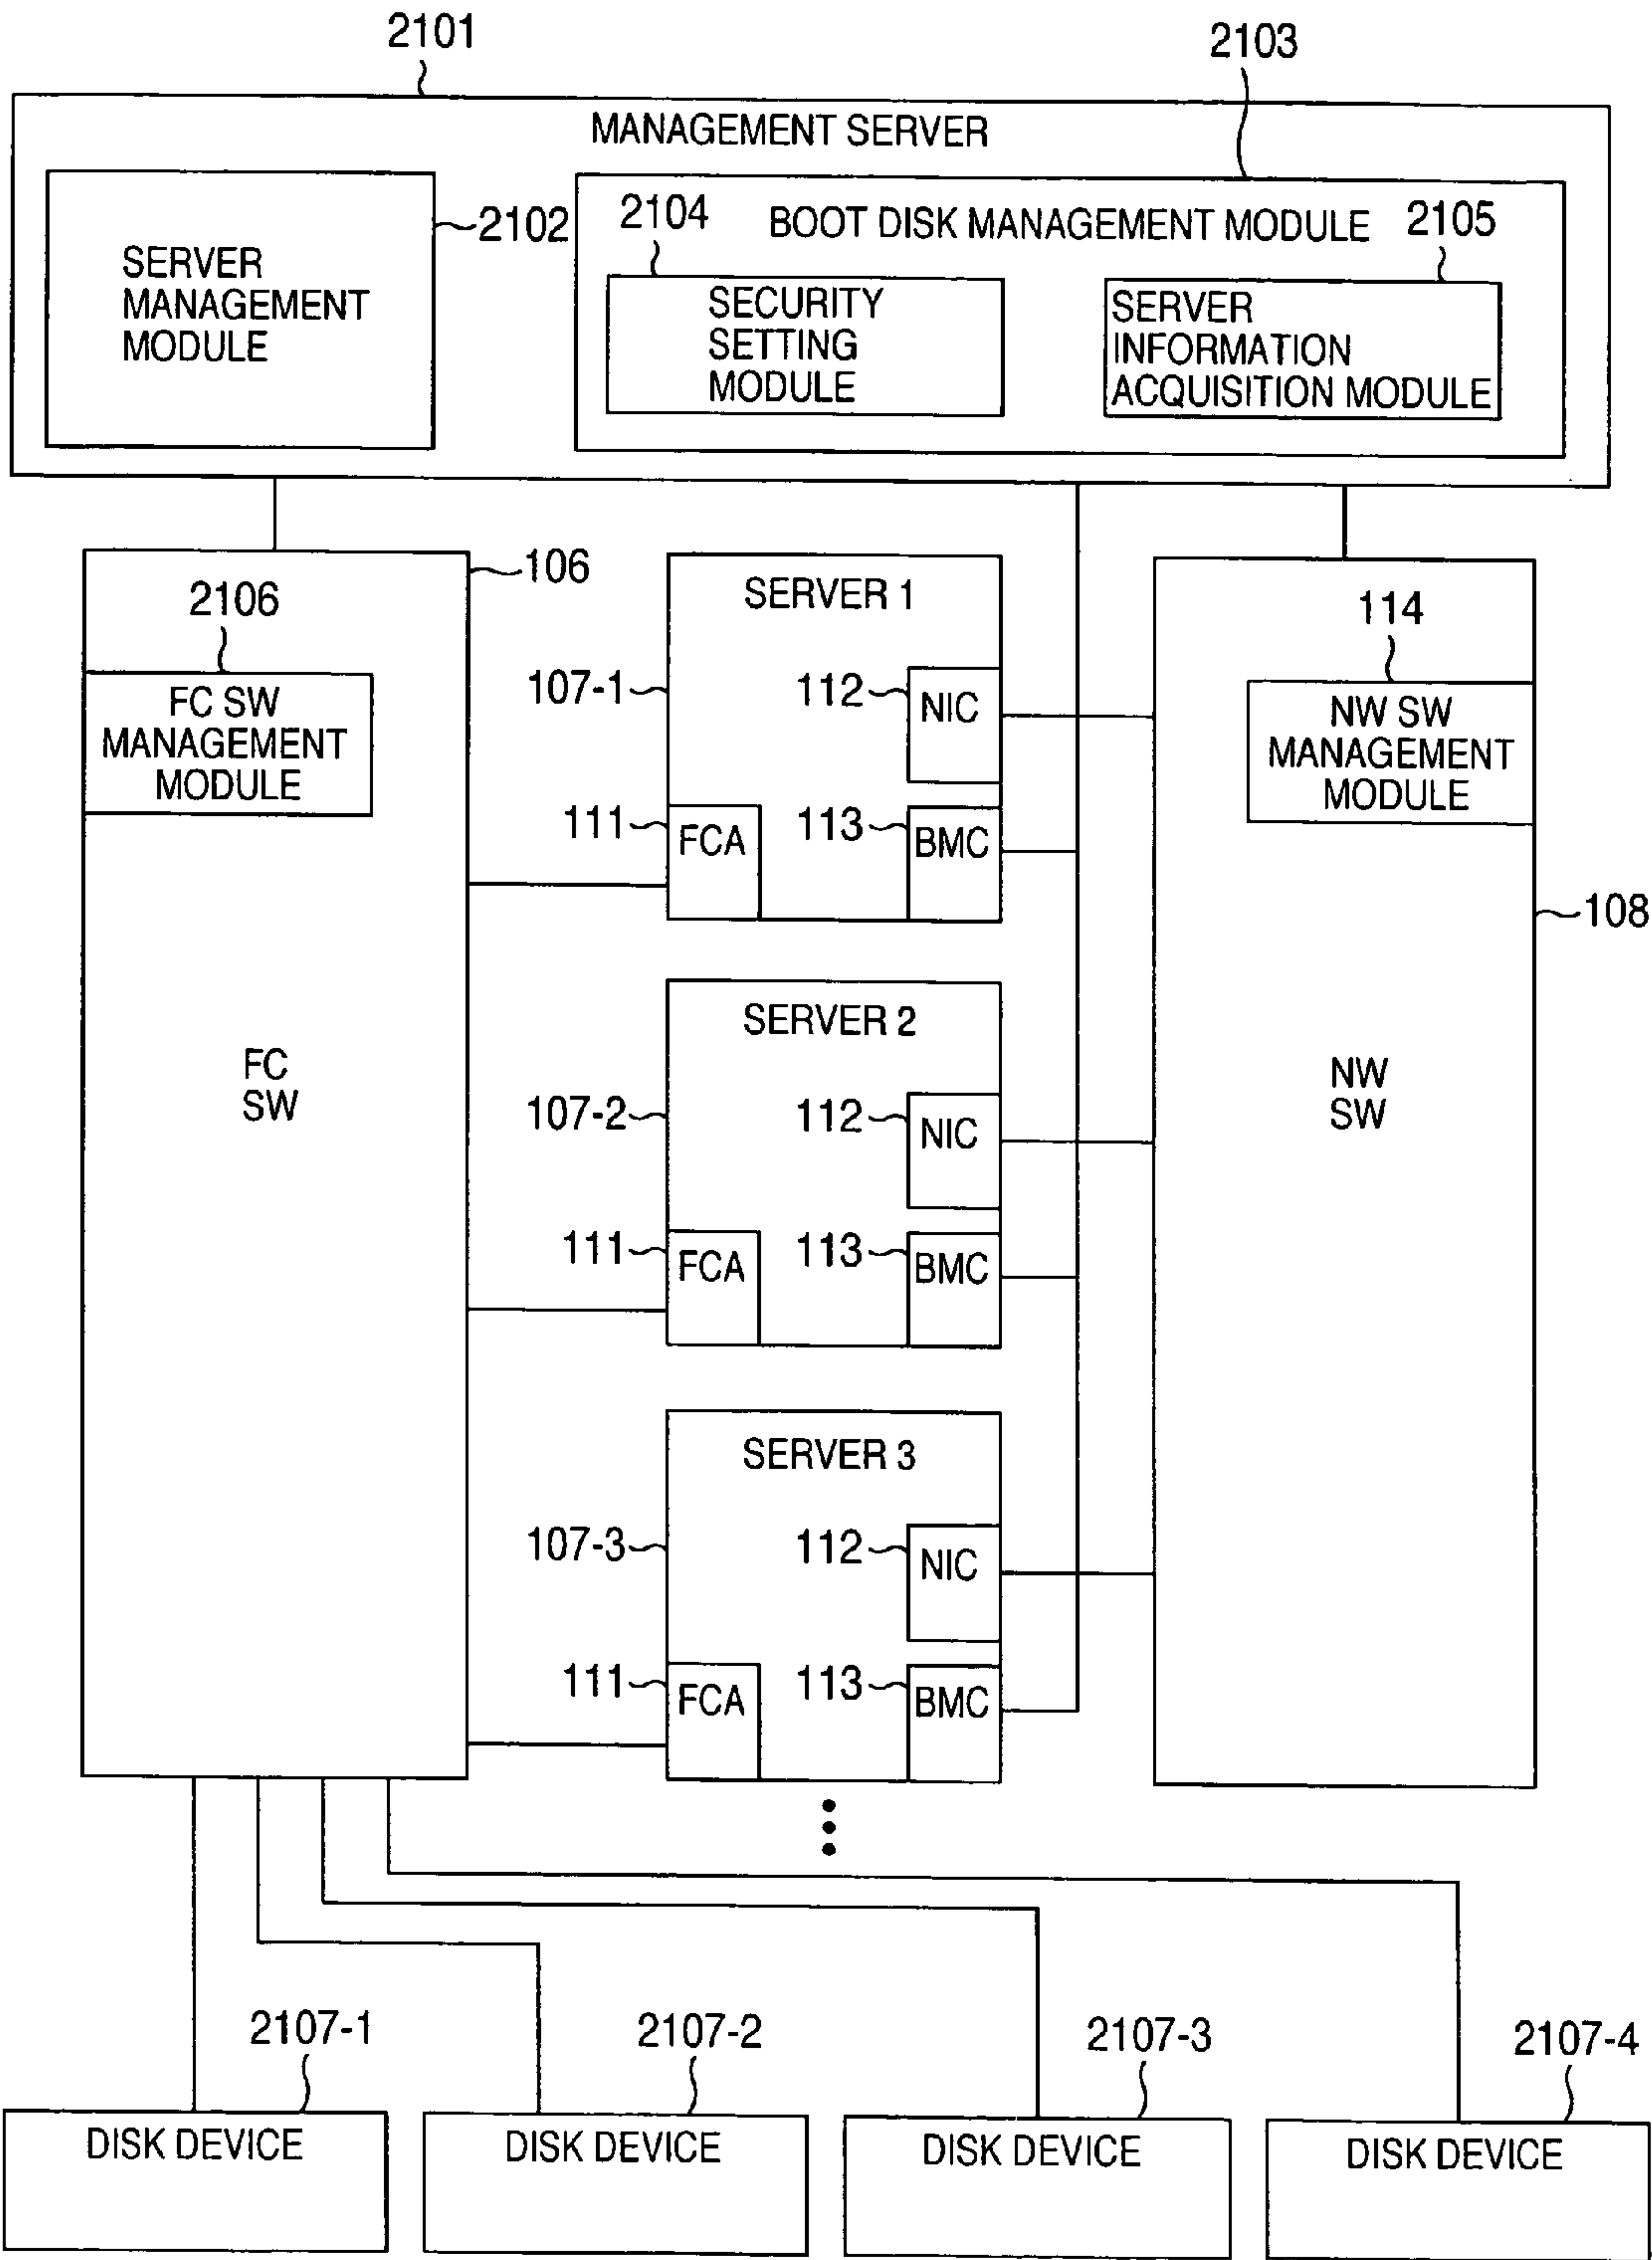 2101
2103
MANAGEMENT SERVER
2102
SERVER
MANAGEMENT
MODULE
BOOT DISK MANAGEMENT MODULE
2104
2105
SECURITY
SETTING
MODULE
SERVER
INFORMATION
ACQUISITION MODULE
106
2106
FC SW
MANAGEMENT
MODULE
FC
SW
SERVER 1
107-1
112
NIC
111
FCA
113
BMC
SERVER 2
107-2
112
NIC
111
FCA
113
BMC
SERVER 3
107-3
112
NIC
111
FCA
113
BMC
114
NW SW
MANAGEMENT
MODULE
108
NW
SW
2107-1
2107-2
2107-3
2107-4
DISK DEVICE
DISK DEVICE
DISK DEVICE
DISK DEVICE